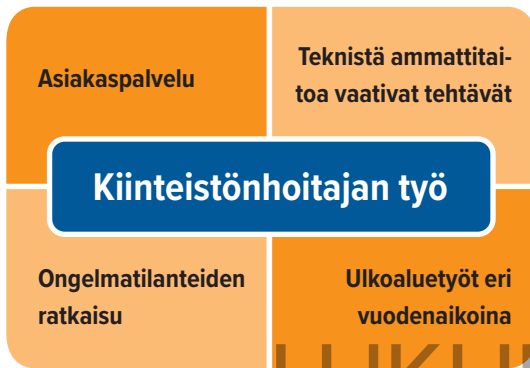 Asiakaspalvelu
Teknistä ammattitai-
toa vaativat tehtävät
Kiinteistönhoitajan työ
Ongelmatilanteiden
ratkaisu
Ulkoaluetyöt eri
vuodenaikoina